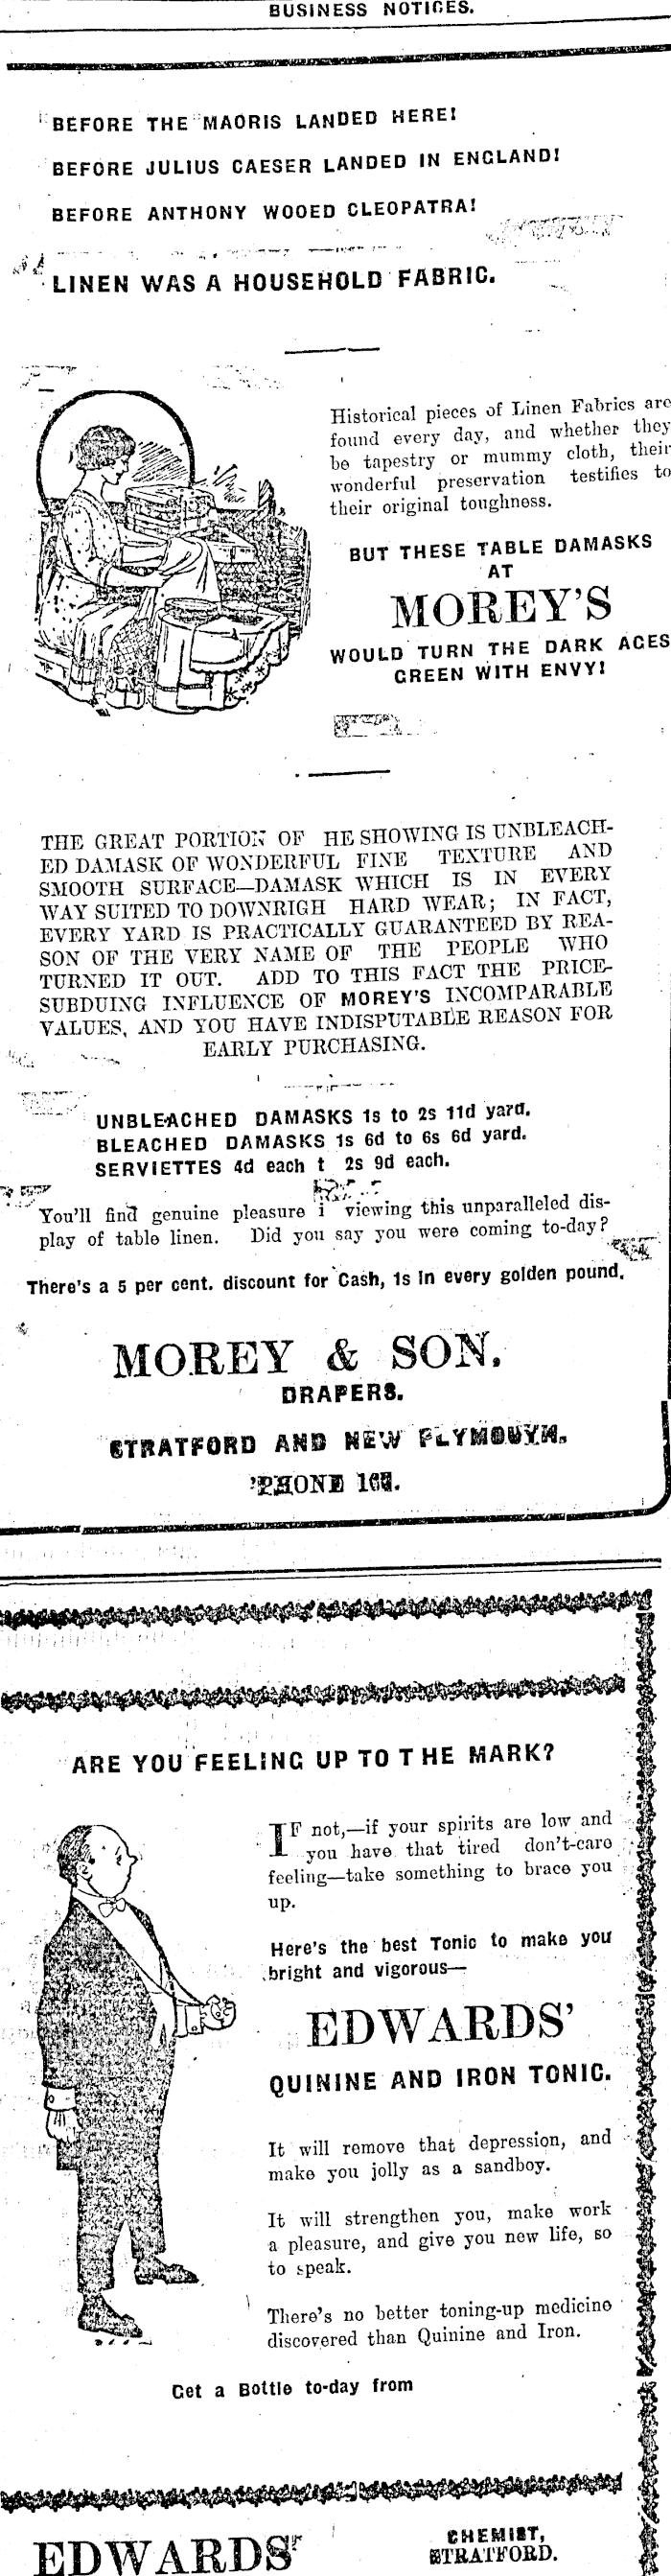 BUSINESS NOTICES.
BEFORE THE MAORIS LANDED HERE!
BEFORE JULIUS CAESER LANDED IN ENGLAND!
BEFORE ANTHONY WOOED CLEOPATRA!
LINEN WAS A HOUSEHOLD FABRIC.
Historical pieces of Linen Fabrics are
found every day, and whether they
be tapestry or mummy cloth, their
wonderful preservation testifies to
their original toughness.
BUT THESE TABLE DAMASKS
AT
MOREY'S
WOULD TURN THE DARK AGES
GREEN WITH ENVY!
THE GREAT PORTION OF HE SHOWING IS UNBLEACH-
ED DAMASK OF WONDERFUL FINE TEXTURE AND
SMOOTH SURFACE—DAMASK WHICH IS IN EVERY
WAY SUITED TO DOWNRIGH HARD WEAR; IN FACT,
EVERY YARD IS PRACTICALLY GUARANTEED BY REA-
SON OF THE VERY NAME OF THE PEOPLE WHO
TURNED IT OUT. ADD TO THIS FACT THE PRICE-
SUBDUING INFLUENCE OF MOREY'S INCOMPARABLE
VALUES, AND YOU HAVE INDISPUTABLE REASON FOR
EARLY PURCHASING.
UNBLEACHED DAMASKS 1s to 2s 11d yard.
BLEACHED DAMASKS 1s 6d to 6s 6d yard.
SERVIETTES 4d each t 2s 9d each.
You'll find genuine pleasure i viewing this unparalleled dis-
play of table linen. Did you say you were coming to-day?
There's a 5 per cent. discount for Cash, 1s in every golden pound.
MOREY & SON.
DRAPERS.
STRATFORD AND NEW PLYMOUTH.
'PHONE
ARE YOU FEELING UP TO THE MARK?
IF not,—if your spirits are low and
you have that tired don't-care
feeling—take something to brace you
up.
Here's the best Tonic to make you
bright and vigorous—
EDWARDS'
QUININE AND IRON TONIC.
It will remove that depression, and
make you jolly as a sandboy.
It will strengthen you, make work
a pleasure, and give you new life, so
to speak.
There's no better toning-up medicine
discovered than Quinine and Iron.
Get a Bottle to-day from
EDWARDS'
CHEMIST,
STRATFORD.